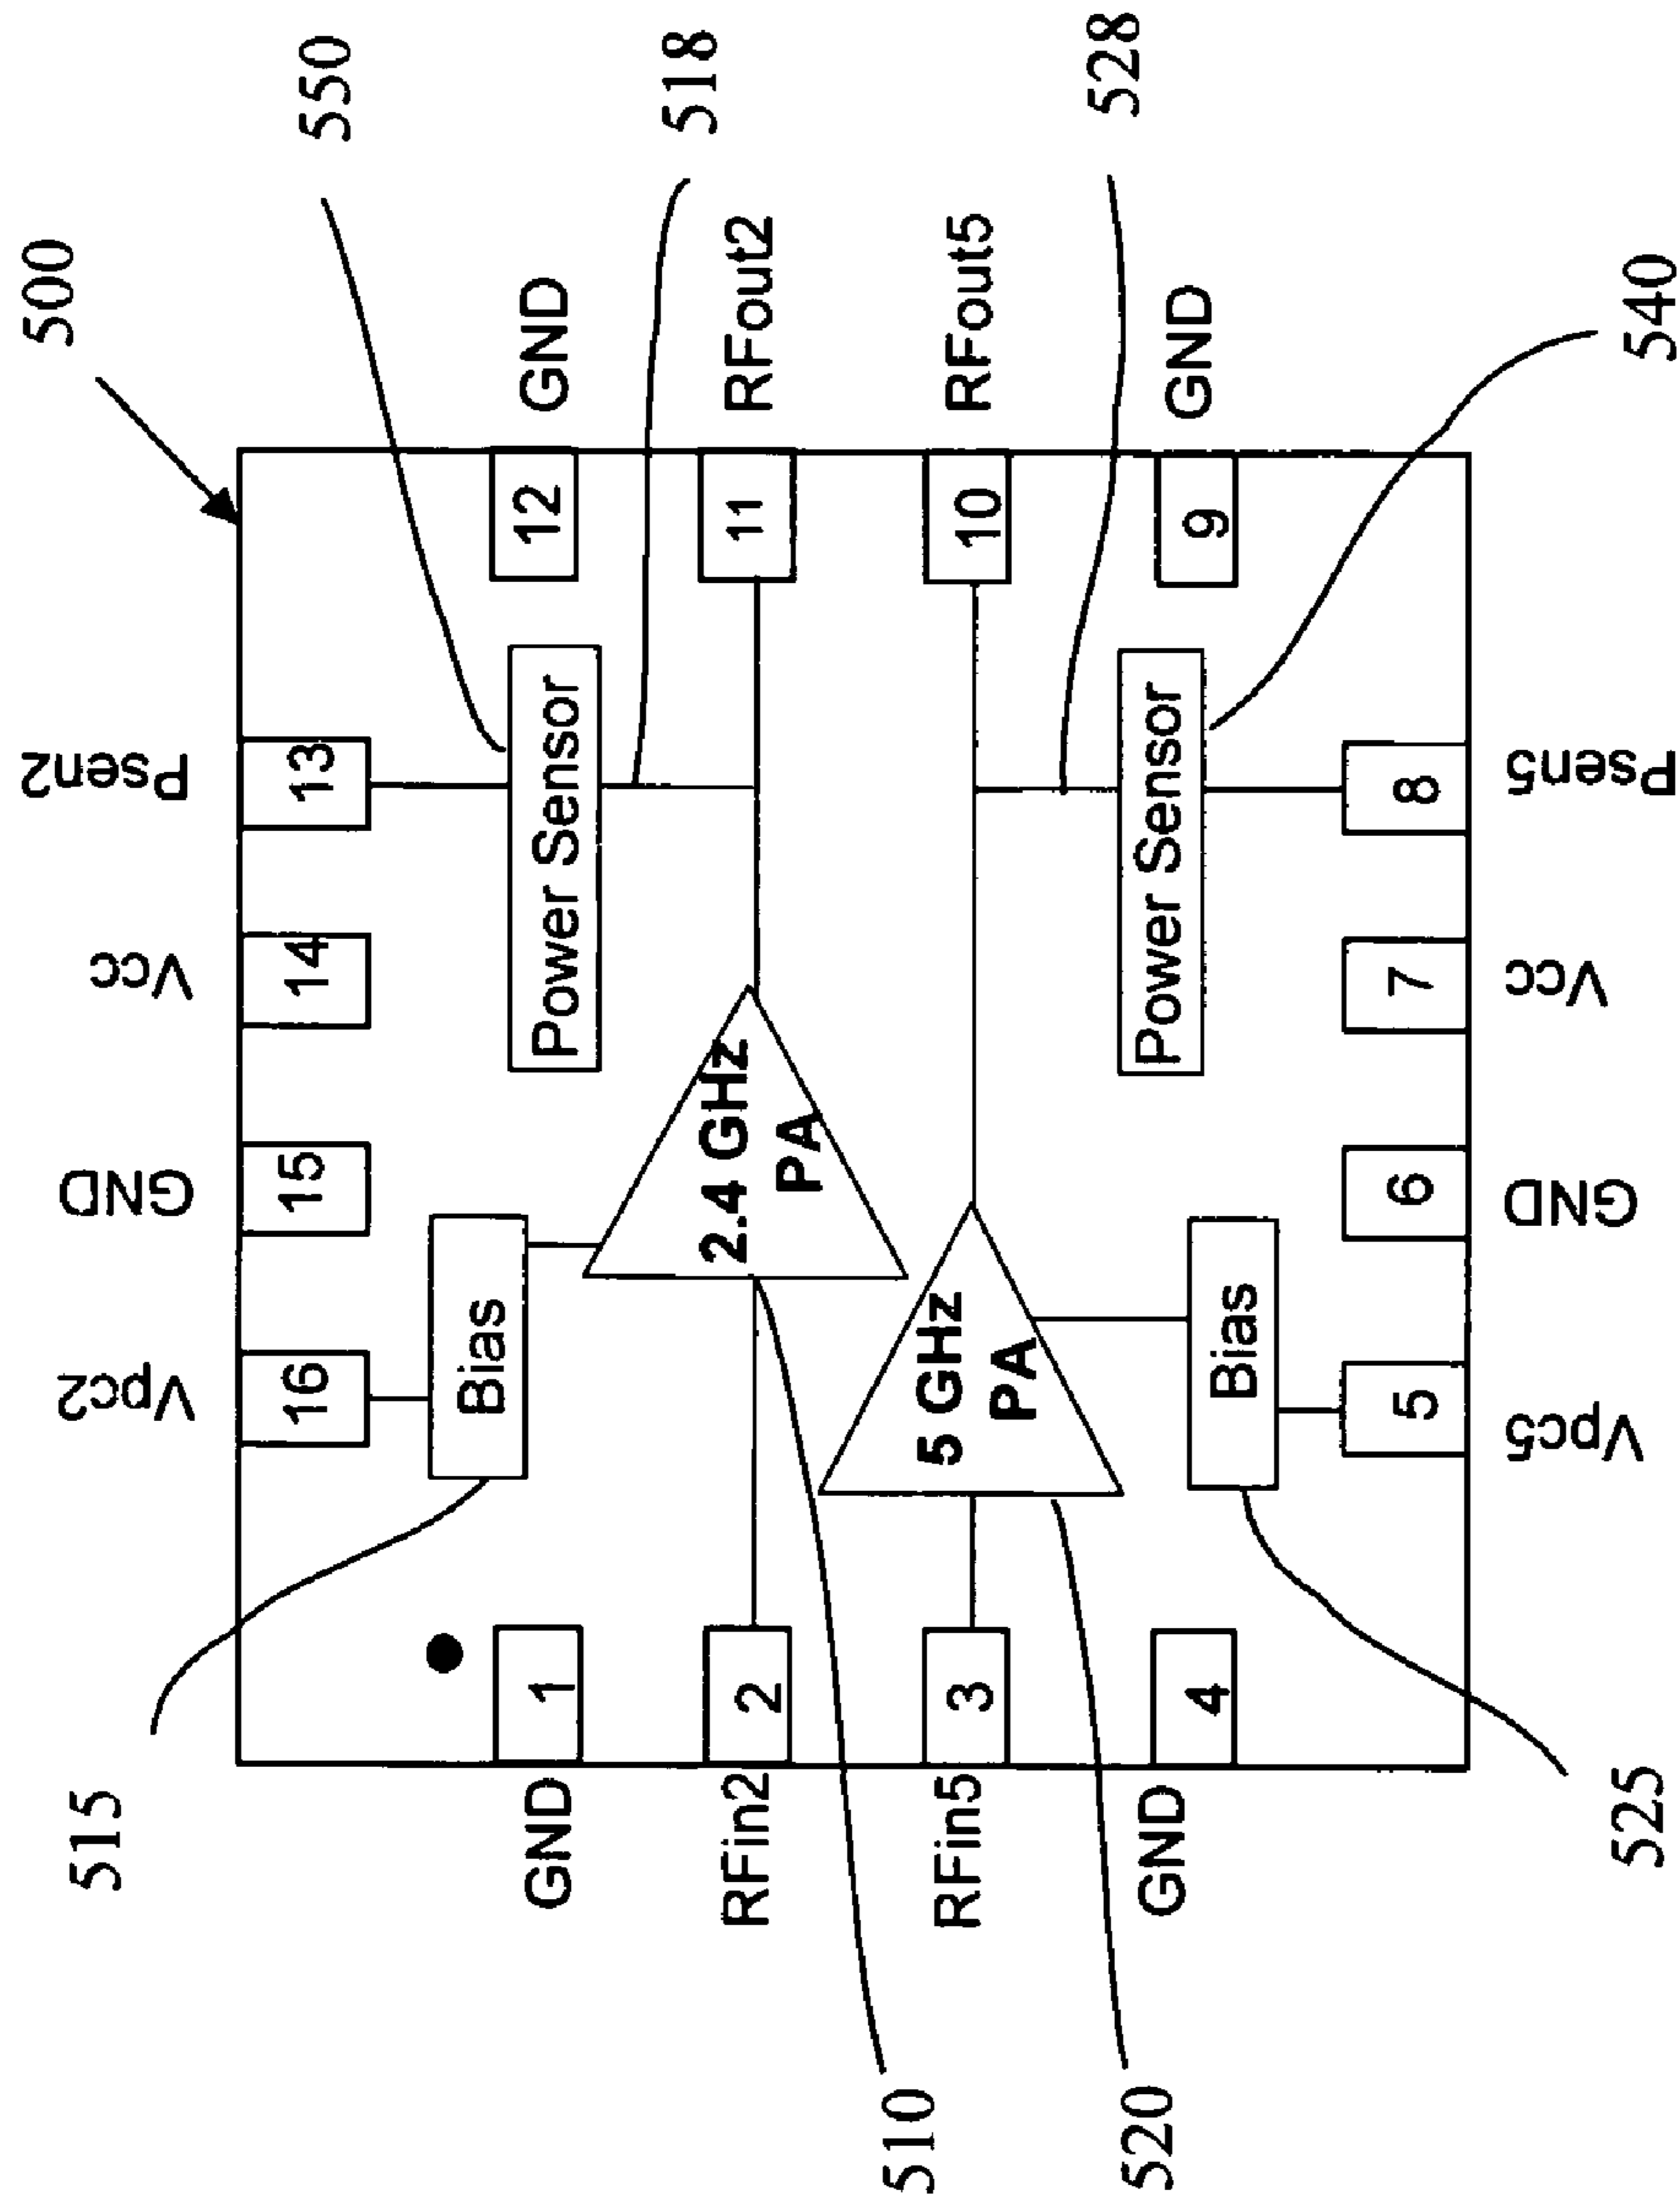 500
550
518
528
540
515
525
510
520
Psen2
Vcc
GND
Vpc2
13
14
15
16
GND
RFout2
RFout5
GND
12
11
10
9
Power Sensor
2.4 GHz
PA
Bias
5 GHz
PA
Power Sensor
Bias
1
2
3
4
GND
RFin2
RFin5
GND
5
6
7
8
Vpc5
GND
Vcc
Psen5